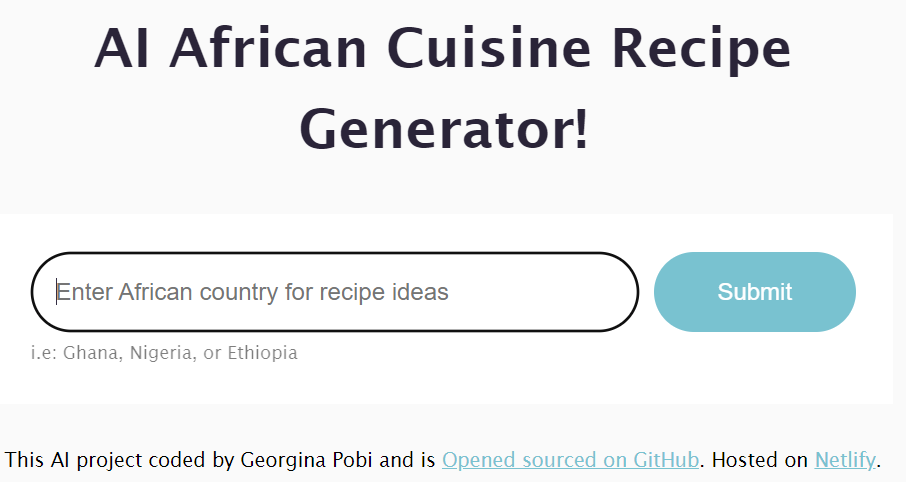 AI African Cuisine Recipe
Generator!
Enter African country for recipe ideas
Submit
i.e: Ghana, Nigeria, or Ethiopia
This AI project coded by Georgina Pobi and is Opened sourced on GitHub. Hosted on Netlify.